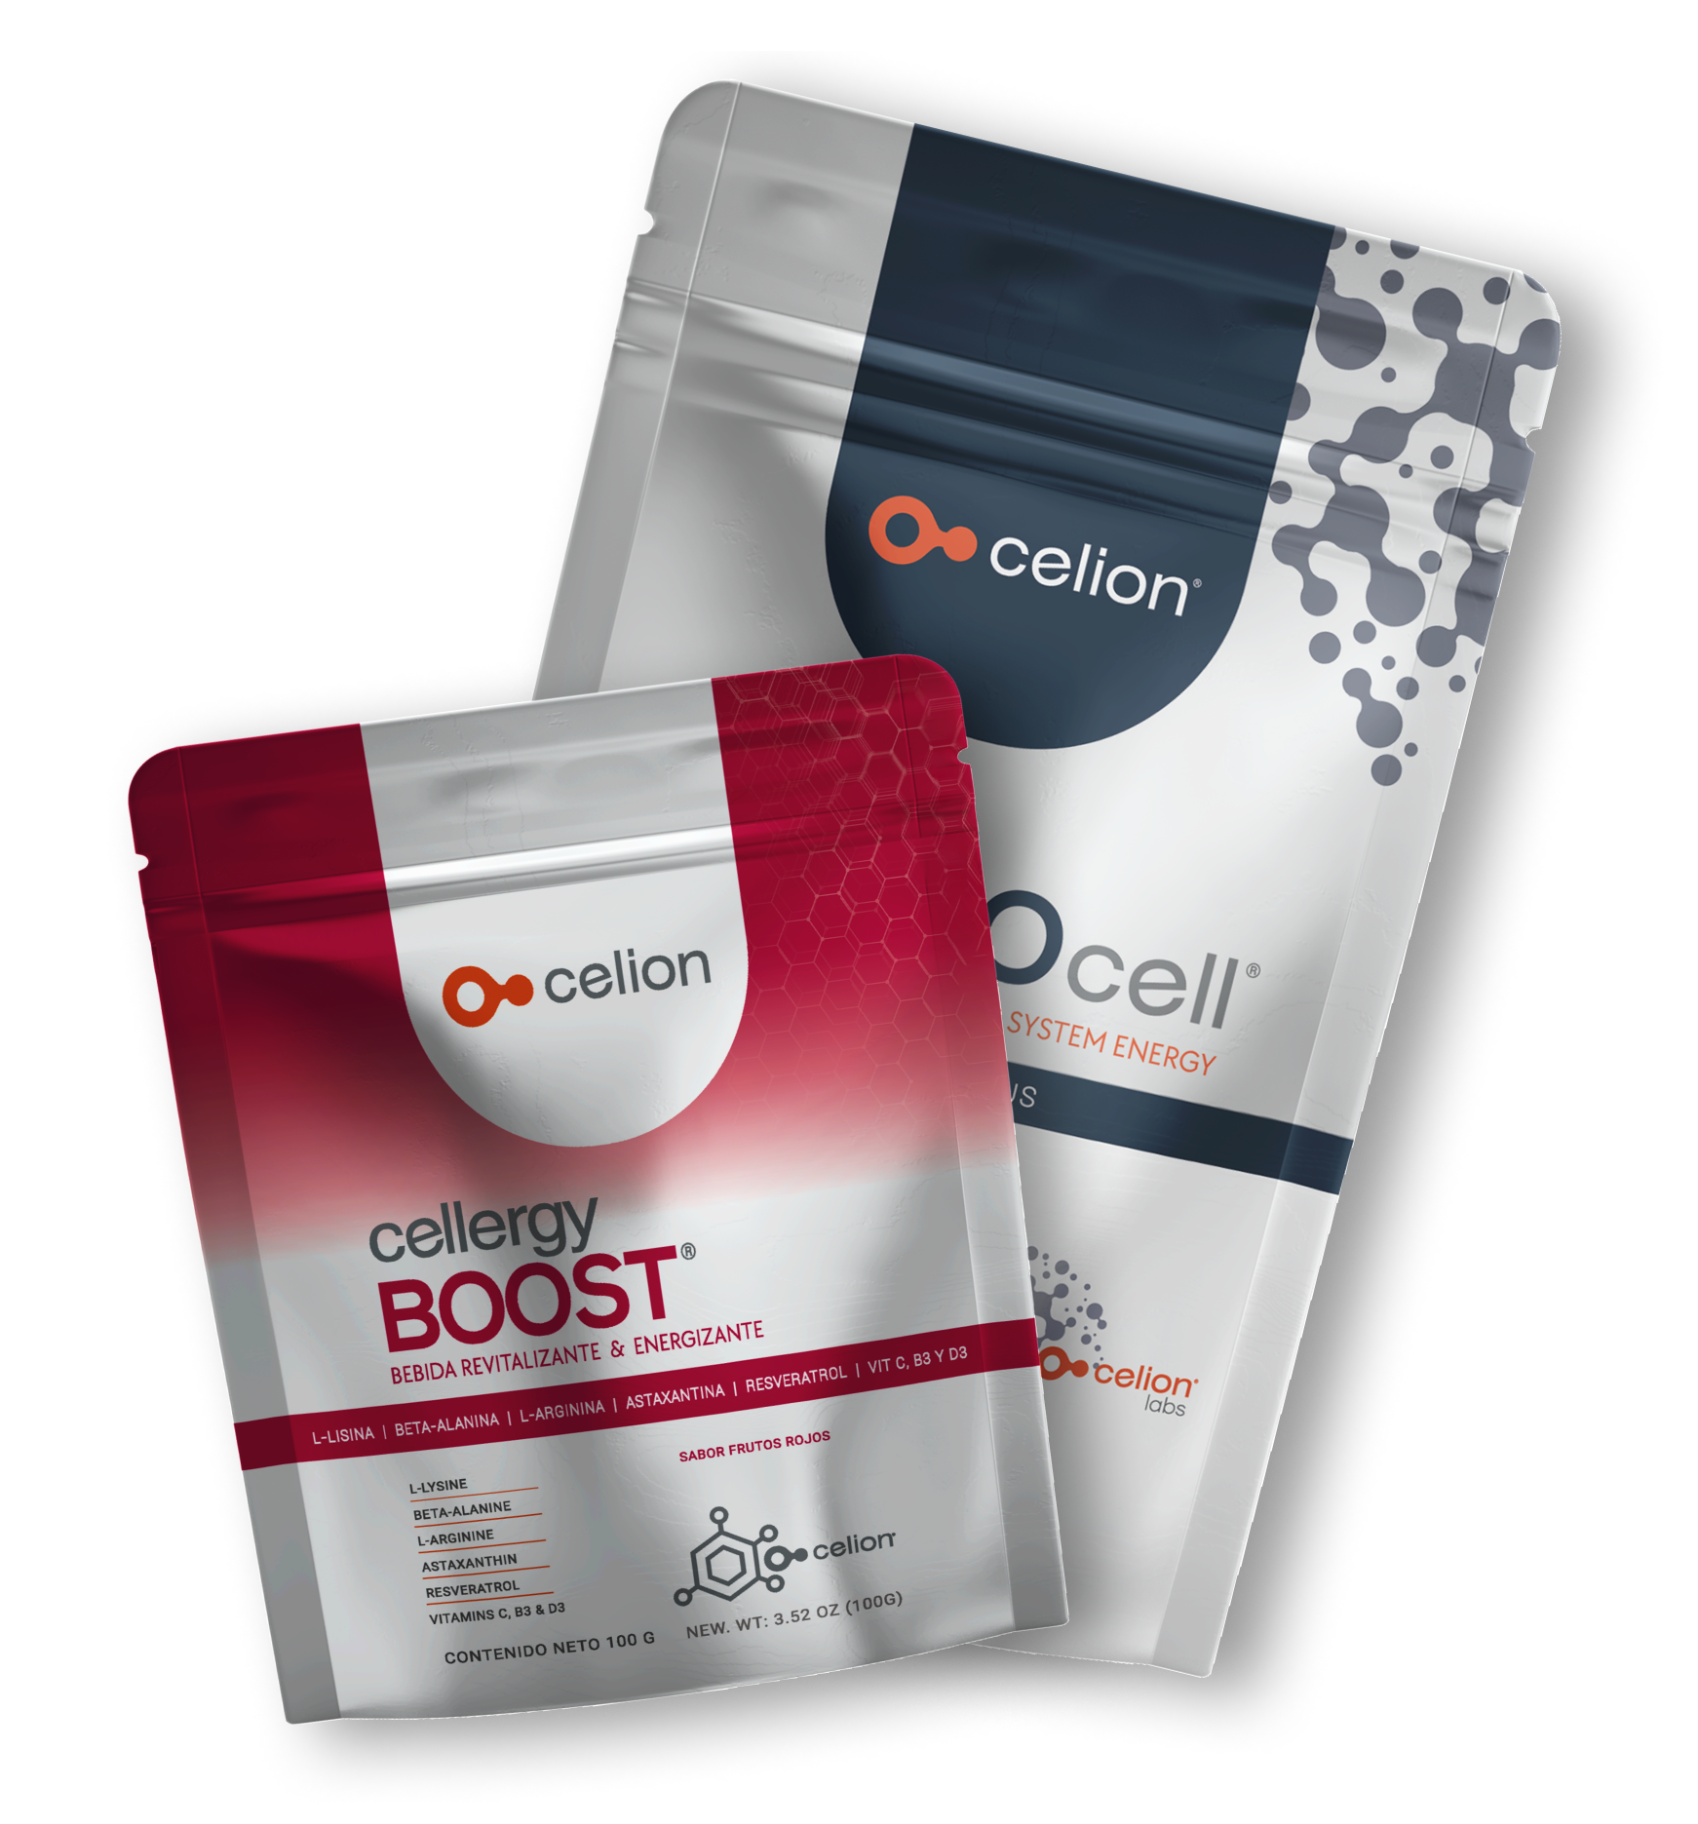 celion®
cell®
SYSTEM ENERGY
celion®
labs
celion
cellergy
BOOST®
BEBIDA REVITALIZANTE & ENERGIZANTE
L-LISINA | BETA-ALANINA | L-ARGININA | ASTAXANTINA | RESVERATROL | VIT C, B3 Y D3
SABOR FRUTOS ROJOS
L-LYSINE
BETA-ALANINE
L-ARGININE
ASTAXANTHIN
RESVERATROL
VITAMINS C, B3 & D3
celion
CONTENIDO NETO 100 G
NEW. WT: 3.52 OZ (100G)